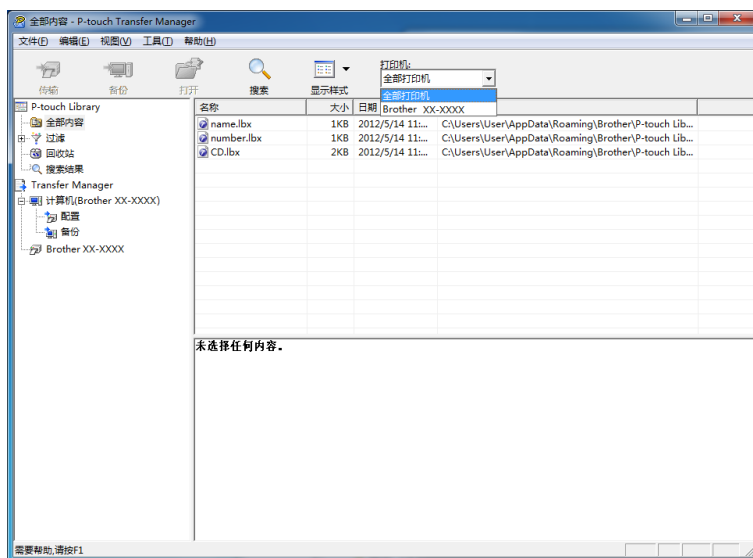 全部内容 - P-touch Transfer Manager
文件(F) 编辑(E) 视图(V) 工具(T) 帮助(H)
传输 备份 打开 搜索 显示样式
打印机:
全部打印机
全部打印机
Brother XX-XXXX
P-touch Library
全部内容
过滤
回收站
搜索结果
Transfer Manager
计算机(Brother XX-XXXX)
配置
备份
Brother XX-XXXX
名称 大小 日期
name.lbx 1KB 2012/5/14 11:... C:\Users\User\AppData\Roaming\Brother\P-touch Lib...
number.lbx 1KB 2012/5/14 11:... C:\Users\User\AppData\Roaming\Brother\P-touch Lib...
CD.lbx 2KB 2012/5/14 11:... C:\Users\User\AppData\Roaming\Brother\P-touch Lib...
未选择任何内容。
需要帮助,请按F1